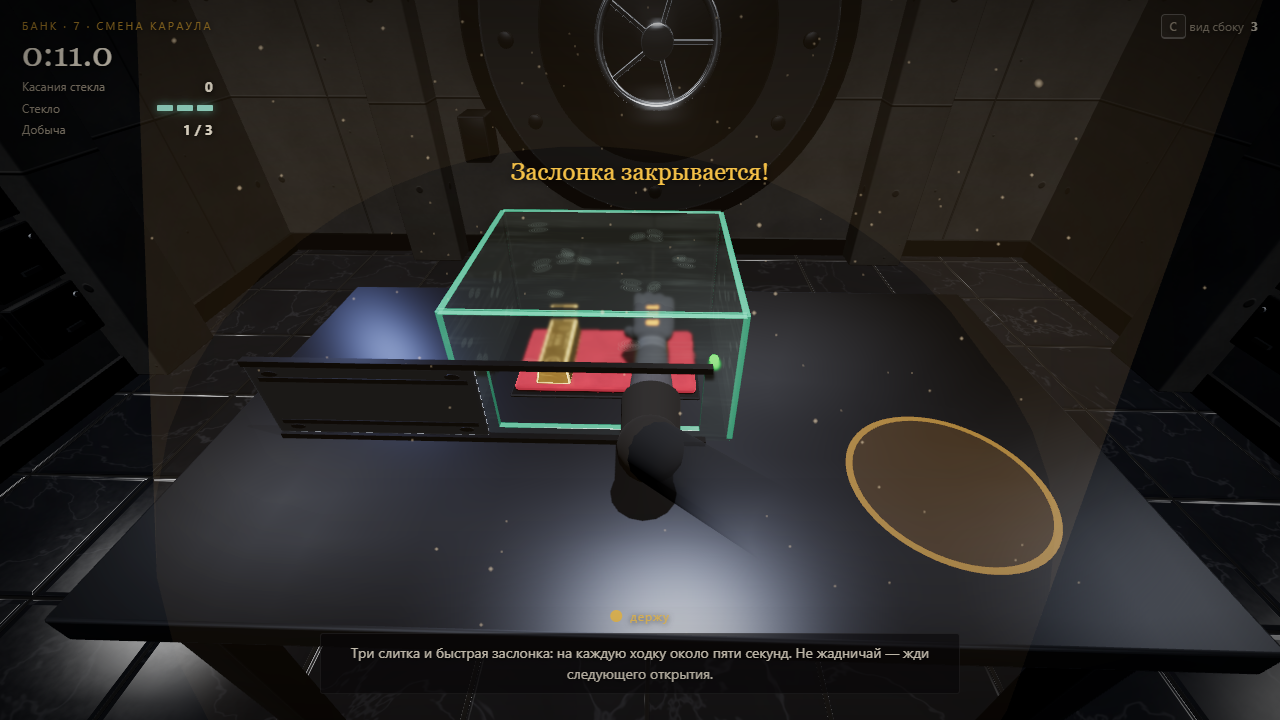 БАНК · 7 · СМЕНА КАРАУЛА
0:11.0
Касания стекла 0
Стекло
Добыча 1 / 3
C вид сбоку 3
Заслонка закрывается!
держу
Три слитка и быстрая заслонка: на каждую ходку около пяти секунд. Не жадничай — жди
следующего открытия.